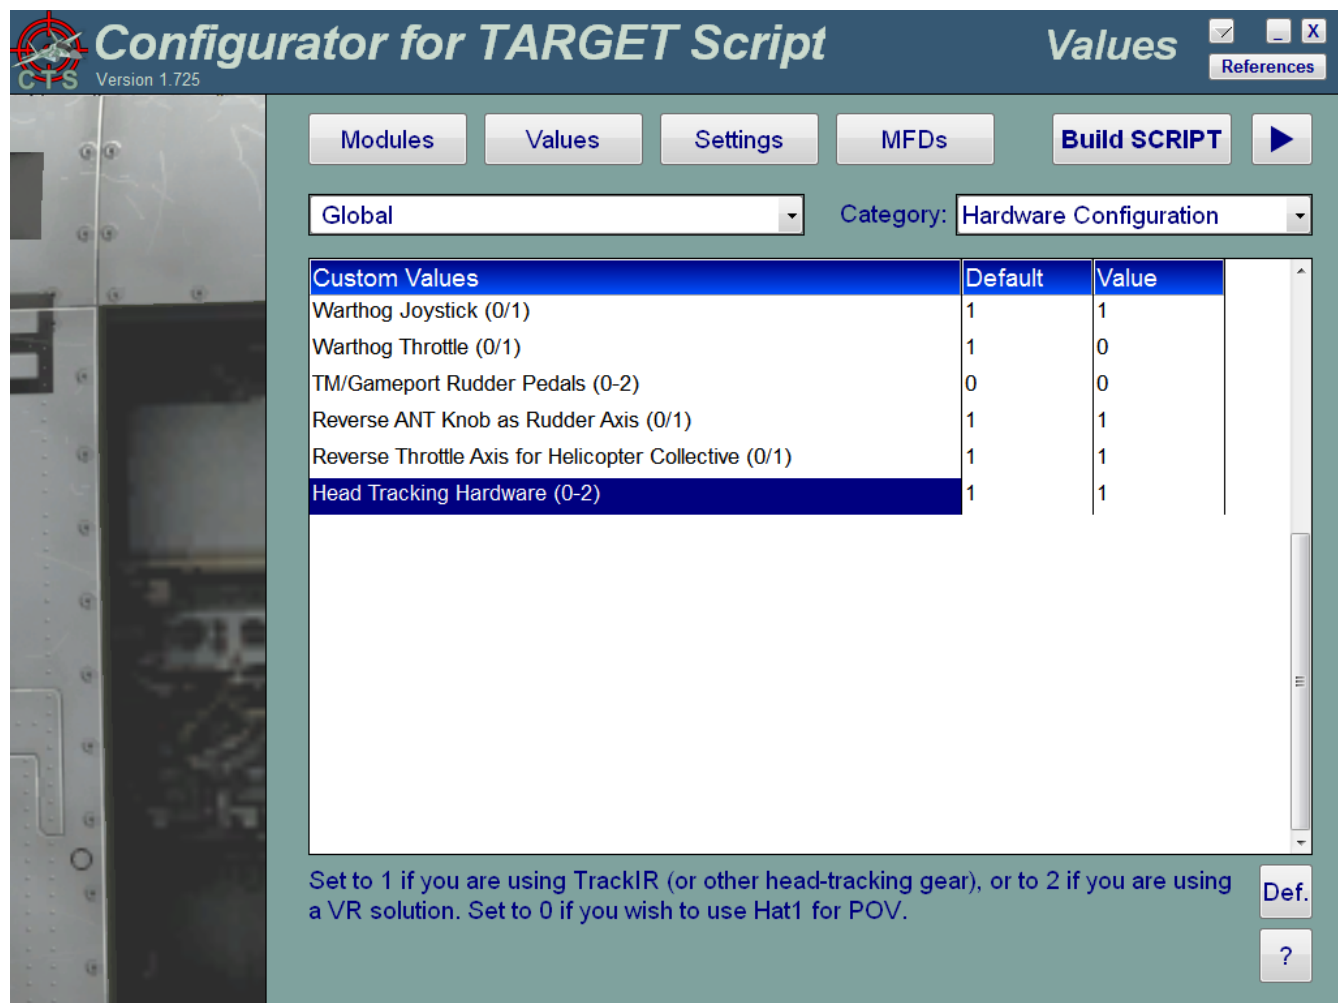 Configurator for TARGET Script
Values
CTS
Version 1.725
_ X
References
Modules
Values
Settings
MFDs
Build SCRIPT
Global
Category: Hardware Configuration
Custom Values Default Value
Warthog Joystick (0/1) 1 1
Warthog Throttle (0/1) 1 0
TM/Gameport Rudder Pedals (0-2) 0 0
Reverse ANT Knob as Rudder Axis (0/1) 1 1
Reverse Throttle Axis for Helicopter Collective (0/1) 1 1
Head Tracking Hardware (0-2) 1 1
Set to 1 if you are using TrackIR (or other head-tracking gear), or to 2 if you are using
a VR solution. Set to 0 if you wish to use Hat1 for POV.
Def.
?